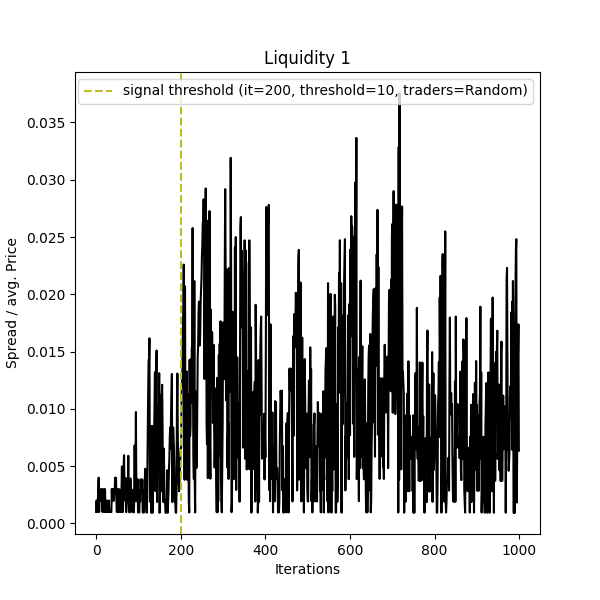 Liquidity 1
signal threshold (it=200, threshold=10, traders=Random)
0.035
0.030
0.025
0.020
0.015
0.010
0.005
0.000
Spread / avg. Price
0 200 400 600 800 1000
Iterations